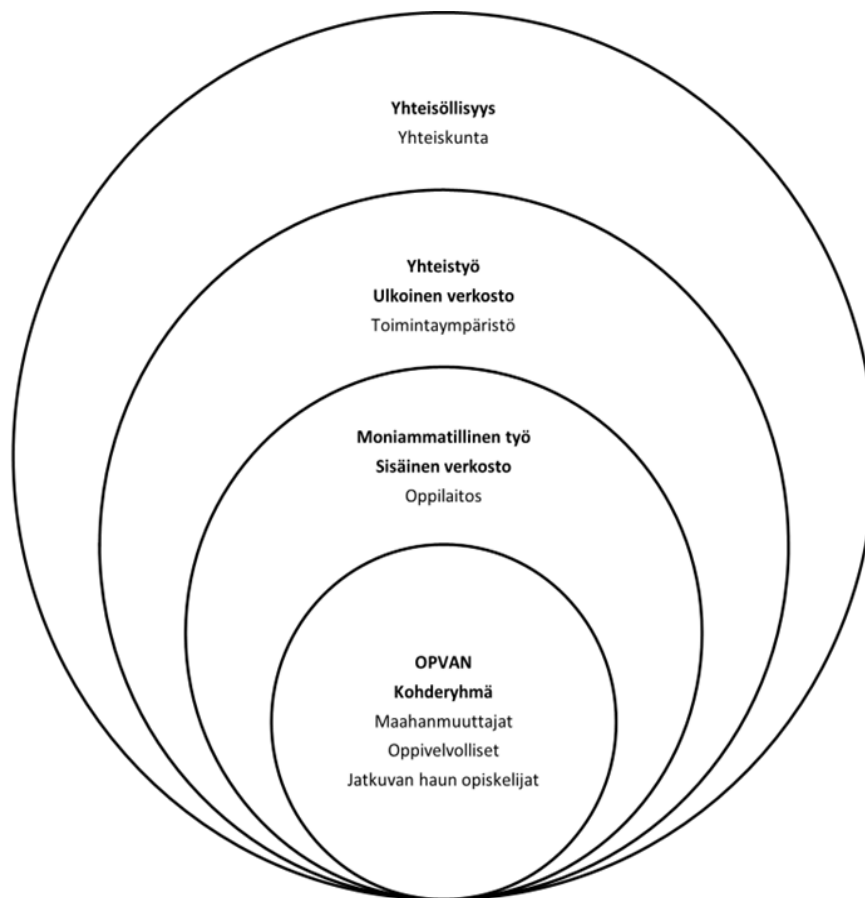 Yhteisöllisyys
Yhteiskunta
Yhteistyö
Ulkoinen verkosto
Toimintaympäristö
Moniammatillinen työ
Sisäinen verkosto
Oppilaitos
OPVAN
Kohderyhmä
Maahanmuuttajat
Oppivelvolliset
Jatkuvan haun opiskelijat